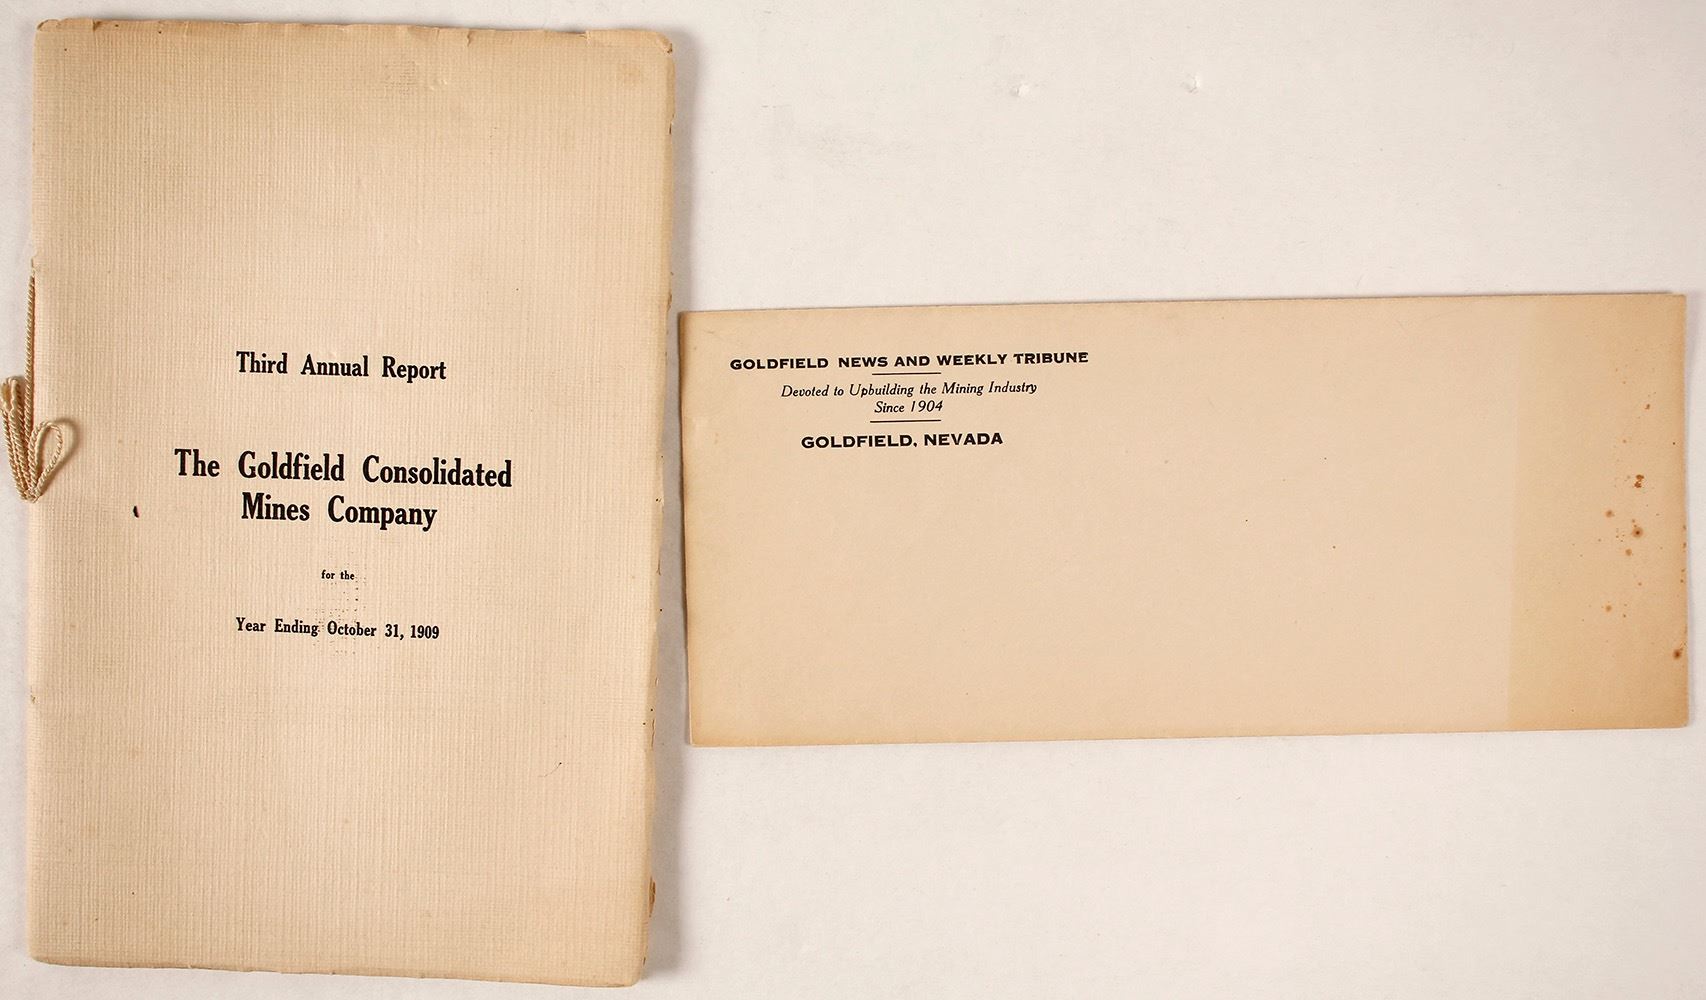 Third Annual Report
The Goldfield Consolidated
Mines Company
for the
Year Ending October 31, 1909
GOLDFIELD NEWS AND WEEKLY TRIBUNE
Devoted to Upbuilding the Mining Industry
Since 1904
GOLDFIELD, NEVADA